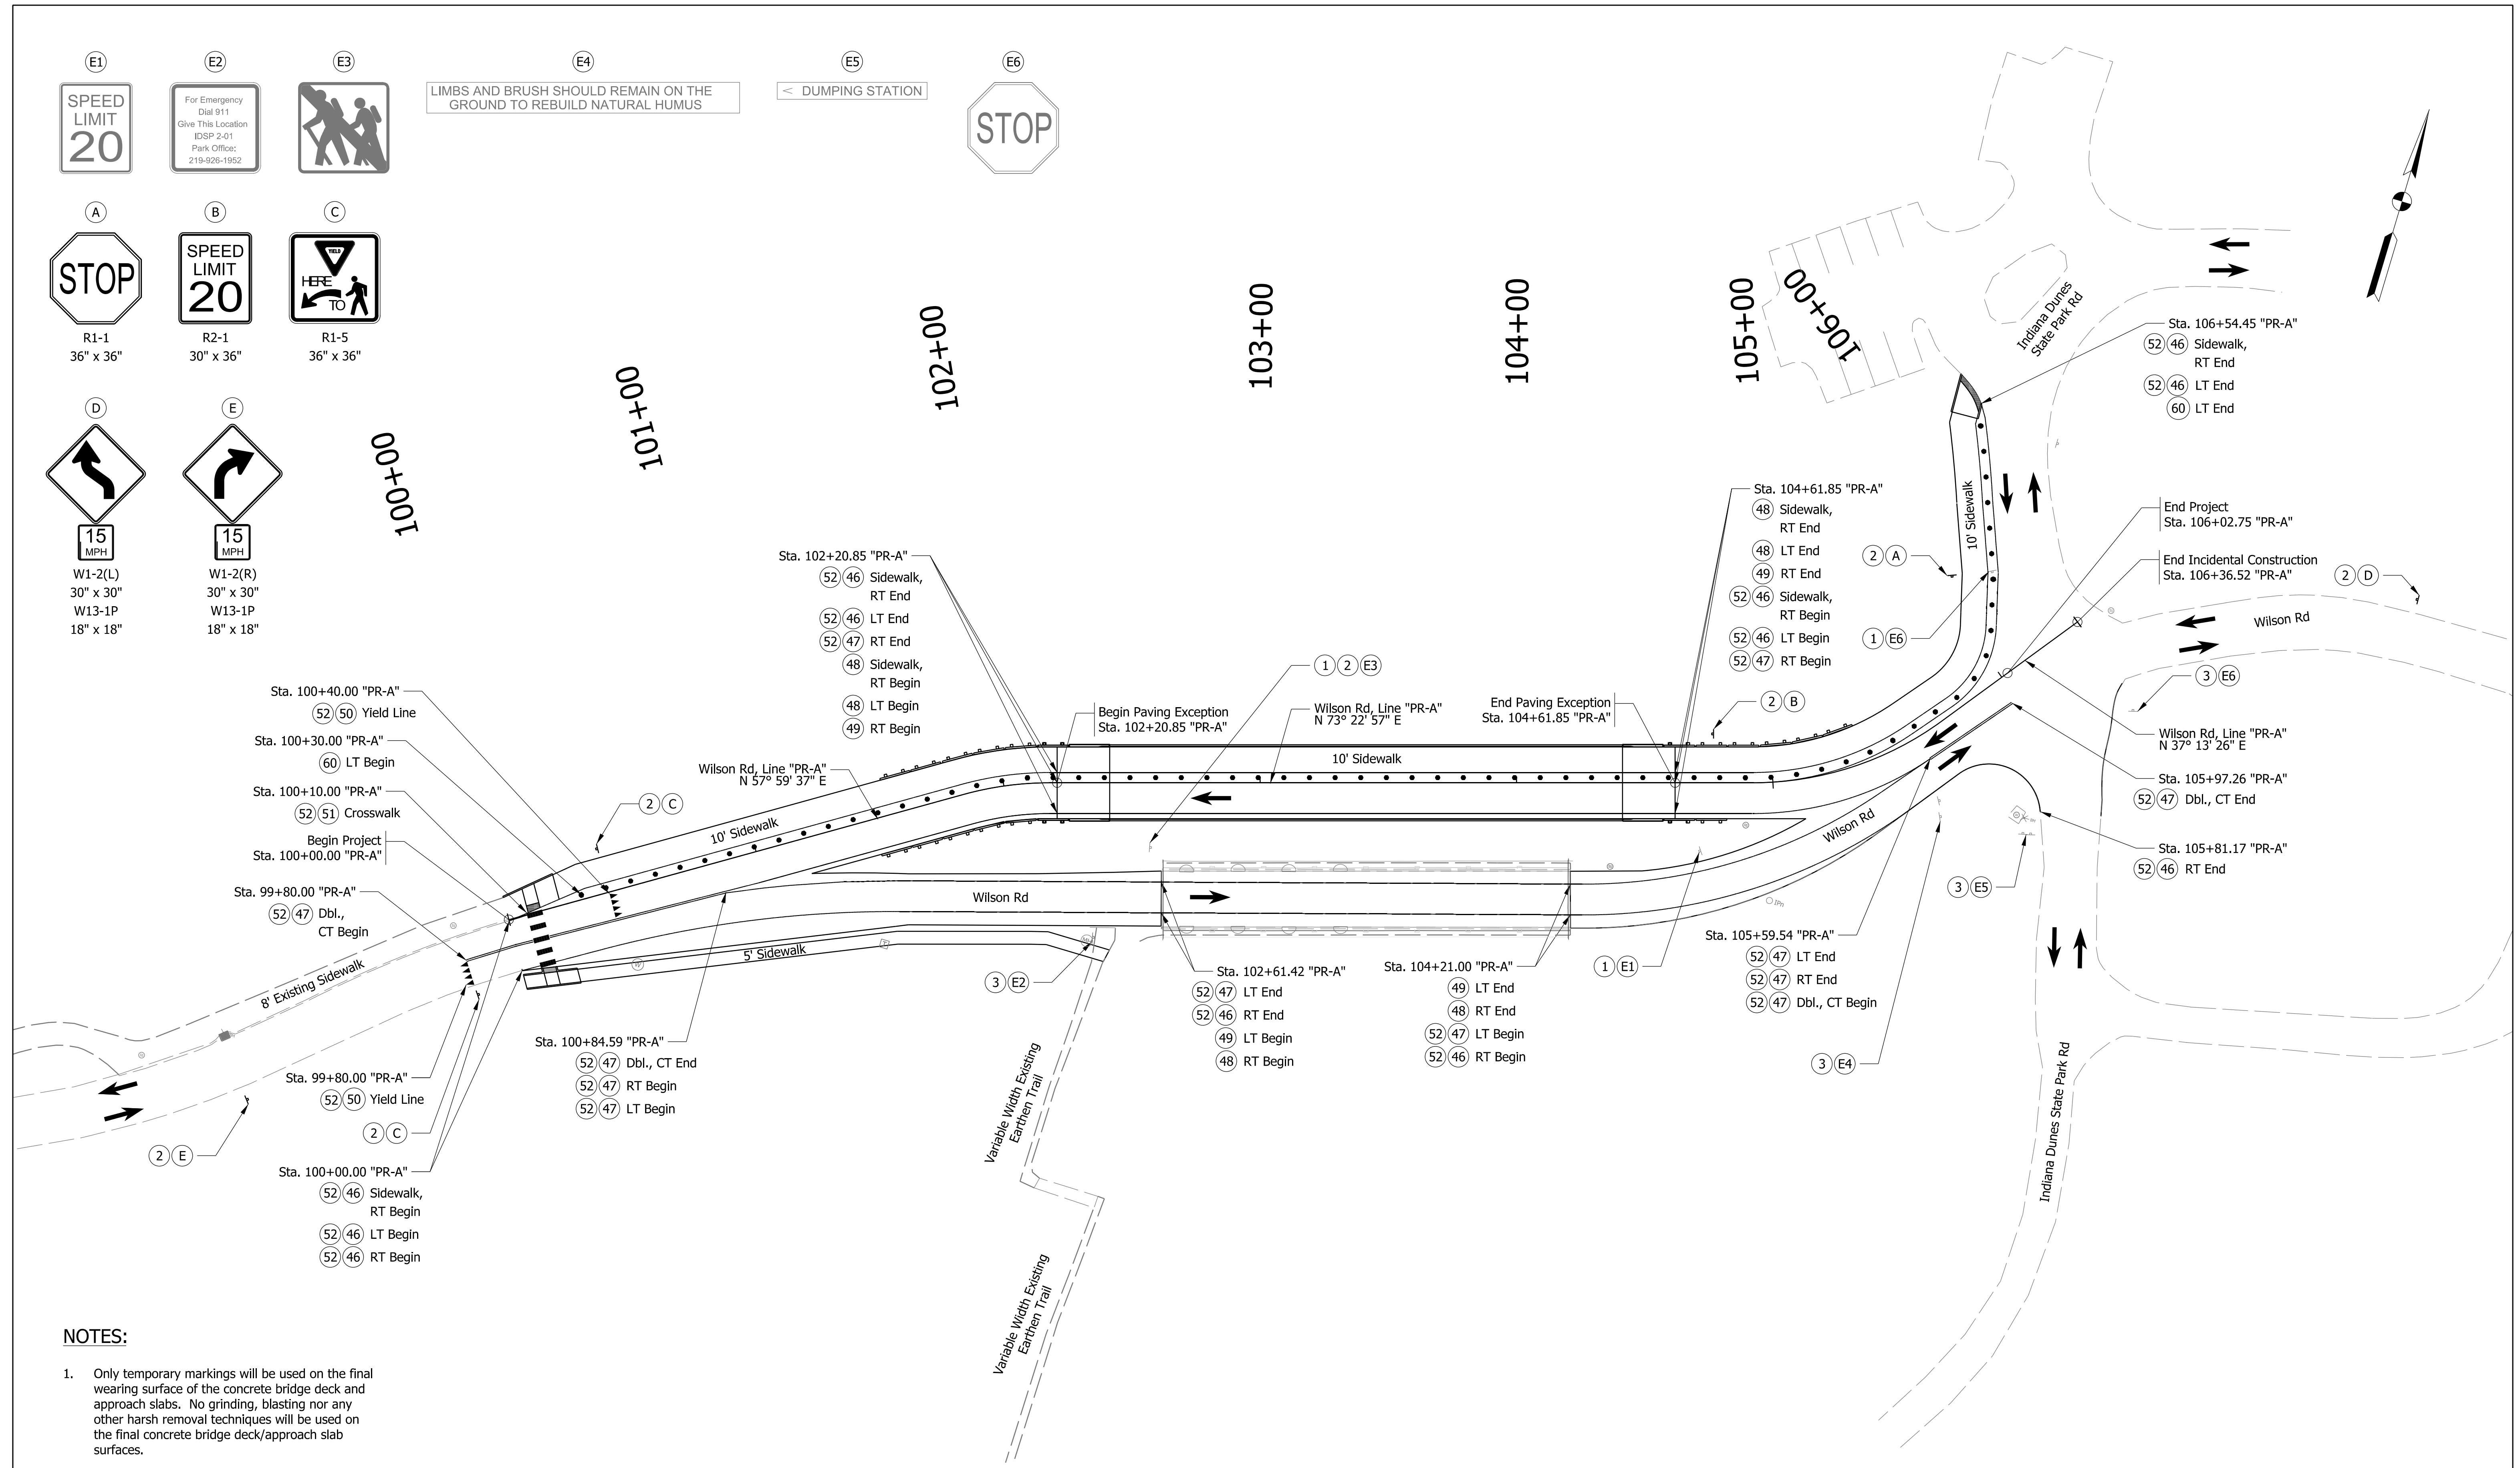 E1
E2
E3
E4
E5
E6
SPEED
LIMIT
20
For Emergency
Dial 911
Give This Location
IDSP 2-01
Park Office:
219-926-1952
LIMBS AND BRUSH SHOULD REMAIN ON THE
GROUND TO REBUILD NATURAL HUMUS
< DUMPING STATION
STOP
A
B
C
STOP
SPEED
LIMIT
20
YIELD
HERE
TO
R1-1
36" x 36"
R2-1
30" x 36"
R1-5
36" x 36"
D
E
15
MPH
15
MPH
W1-2(L)
30" x 30"
W13-1P
18" x 18"
W1-2(R)
30" x 30"
W13-1P
18" x 18"
100+00
101+00
102+00
103+00
104+00
105+00
106+00
Indiana Dunes
State Park Rd
Sta. 106+54.45 "PR-A"
52 46 Sidewalk,
RT End
52 46 LT End
60 LT End
10' Sidewalk
End Project
Sta. 106+02.75 "PR-A"
End Incidental Construction
Sta. 106+36.52 "PR-A"
2 D
Wilson Rd
3 E6
Sta. 104+61.85 "PR-A"
48 Sidewalk,
RT End
48 LT End
49 RT End
52 46 Sidewalk,
RT Begin
52 46 LT Begin
52 47 RT Begin
2 A
1 E6
2 B
Sta. 102+20.85 "PR-A"
52 46 Sidewalk,
RT End
52 46 LT End
52 47 RT End
48 Sidewalk,
RT Begin
48 LT Begin
49 RT Begin
1 2 E3
Begin Paving Exception
Sta. 102+20.85 "PR-A"
Wilson Rd, Line "PR-A"
N 73° 22' 57" E
End Paving Exception
Sta. 104+61.85 "PR-A"
10' Sidewalk
Wilson Rd, Line "PR-A"
N 57° 59' 37" E
Sta. 100+40.00 "PR-A"
52 50 Yield Line
Sta. 100+30.00 "PR-A"
60 LT Begin
Sta. 100+10.00 "PR-A"
52 51 Crosswalk
Begin Project
Sta. 100+00.00 "PR-A"
Sta. 99+80.00 "PR-A"
52 47 Dbl.,
CT Begin
2 C
10' Sidewalk
8' Existing Sidewalk
5' Sidewalk
Wilson Rd
Wilson Rd
Wilson Rd, Line "PR-A"
N 37° 13' 26" E
Sta. 105+97.26 "PR-A"
52 47 Dbl., CT End
Sta. 105+81.17 "PR-A"
52 46 RT End
3 E5
3 E2
Sta. 102+61.42 "PR-A"
52 47 LT End
52 46 RT End
49 LT Begin
48 RT Begin
Sta. 104+21.00 "PR-A"
49 LT End
48 RT End
52 47 LT Begin
52 46 RT Begin
1 E1
Sta. 105+59.54 "PR-A"
52 47 LT End
52 47 RT End
52 47 Dbl., CT Begin
3 E4
Sta. 100+84.59 "PR-A"
52 47 Dbl., CT End
52 47 RT Begin
52 47 LT Begin
Sta. 99+80.00 "PR-A"
52 50 Yield Line
2 C
2 E
Sta. 100+00.00 "PR-A"
52 46 Sidewalk,
RT Begin
52 46 LT Begin
52 46 RT Begin
Variable Width Existing
Earthen Trail
Variable Width Existing
Earthen Trail
Indiana Dunes State Park Rd
NOTES:
1. Only temporary markings will be used on the final
wearing surface of the concrete bridge deck and
approach slabs. No grinding, blasting nor any
other harsh removal techniques will be used on
the final concrete bridge deck/approach slab
surfaces.